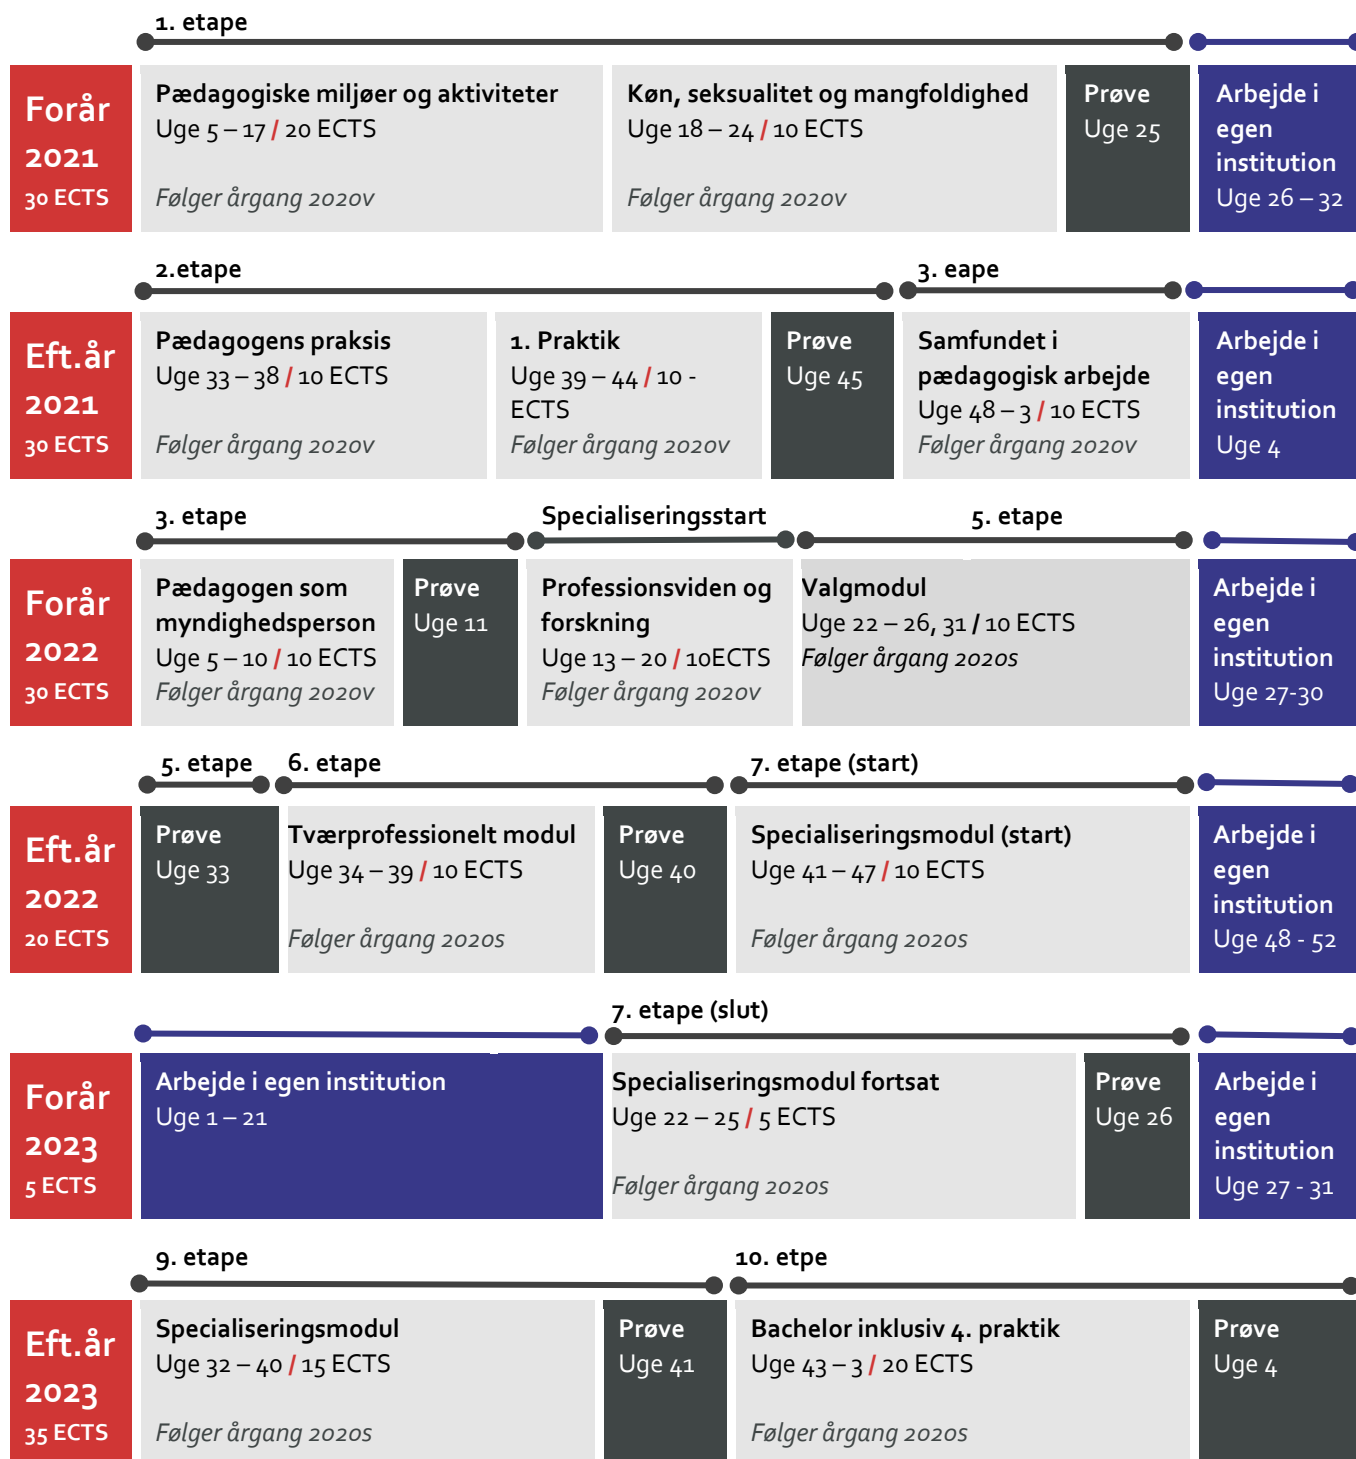 1. etape
Forår
2021
30 ECTS
Pædagogiske miljøer og aktiviteter
Uge 5 – 17 / 20 ECTS
Følger årgang 2020v
Køn, seksualitet og mangfoldighed
Uge 18 – 24 / 10 ECTS
Følger årgang 2020v
Prøve
Uge 25
Arbejde i
egen
institution
Uge 26 – 32
2.etape
3. eape
Eft.år
2021
30 ECTS
Pædagogens praksis
Uge 33 – 38 / 10 ECTS
Følger årgang 2020v
1. Praktik
Uge 39 – 44 / 10 -
ECTS
Følger årgang 2020v
Prøve
Uge 45
Samfundet i
pædagogisk arbejde
Uge 48 – 3 / 10 ECTS
Følger årgang 2020v
Arbejde i
egen
institution
Uge 4
3. etape
Specialiseringsstart
5. etape
Forår
2022
30 ECTS
Pædagogen som
myndighedsperson
Uge 5 – 10 / 10 ECTS
Følger årgang 2020v
Prøve
Uge 11
Professionsviden og
forskning
Uge 13 – 20 / 10ECTS
Følger årgang 2020v
Valgmodul
Uge 22 – 26, 31 / 10 ECTS
Følger årgang 2020s
Arbejde i
egen
institution
Uge 27-30
5. etape
6. etape
7. etape (start)
Eft.år
2022
20 ECTS
Prøve
Uge 33
Tværprofessionelt modul
Uge 34 – 39 / 10 ECTS
Følger årgang 2020s
Prøve
Uge 40
Specialiseringsmodul (start)
Uge 41 – 47 / 10 ECTS
Følger årgang 2020s
Arbejde i
egen
institution
Uge 48 - 52
7. etape (slut)
Forår
2023
5 ECTS
Arbejde i egen institution
Uge 1 – 21
Specialiseringsmodul fortsat
Uge 22 – 25 / 5 ECTS
Følger årgang 2020s
Prøve
Uge 26
Arbejde i
egen
institution
Uge 27 - 31
9. etape
10. etpe
Eft.år
2023
35 ECTS
Specialiseringsmodul
Uge 32 – 40 / 15 ECTS
Følger årgang 2020s
Prøve
Uge 41
Bachelor inklusiv 4. praktik
Uge 43 – 3 / 20 ECTS
Følger årgang 2020s
Prøve
Uge 4